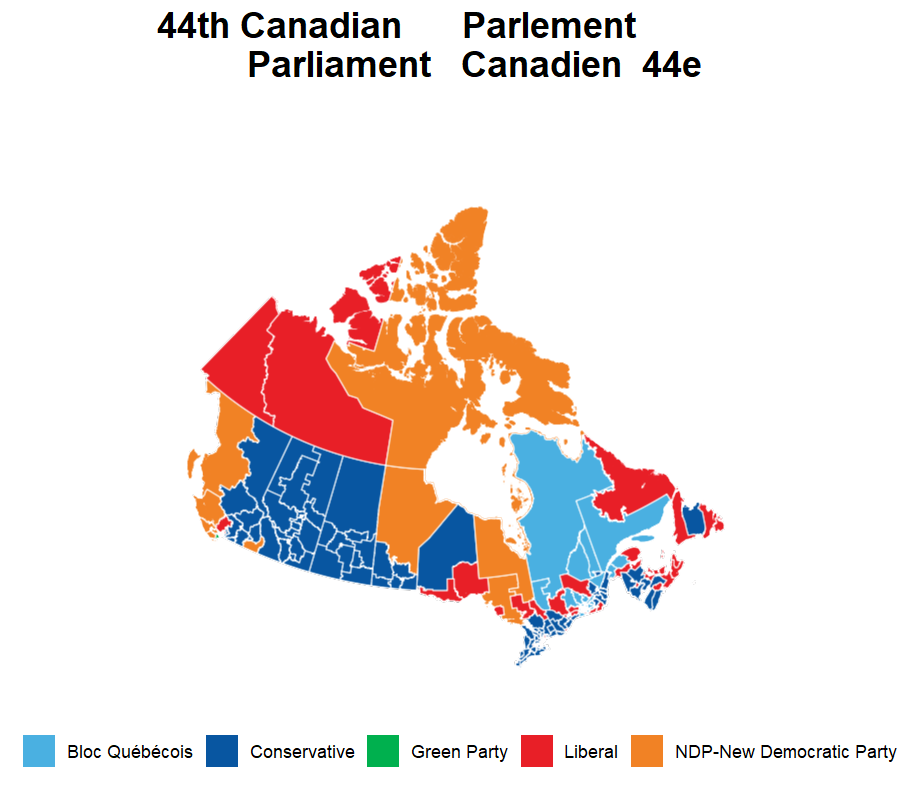 44th Canadian Parlement
Parliament Canadien 44e
Bloc Québécois Conservative Green Party Liberal NDP-New Democratic Party